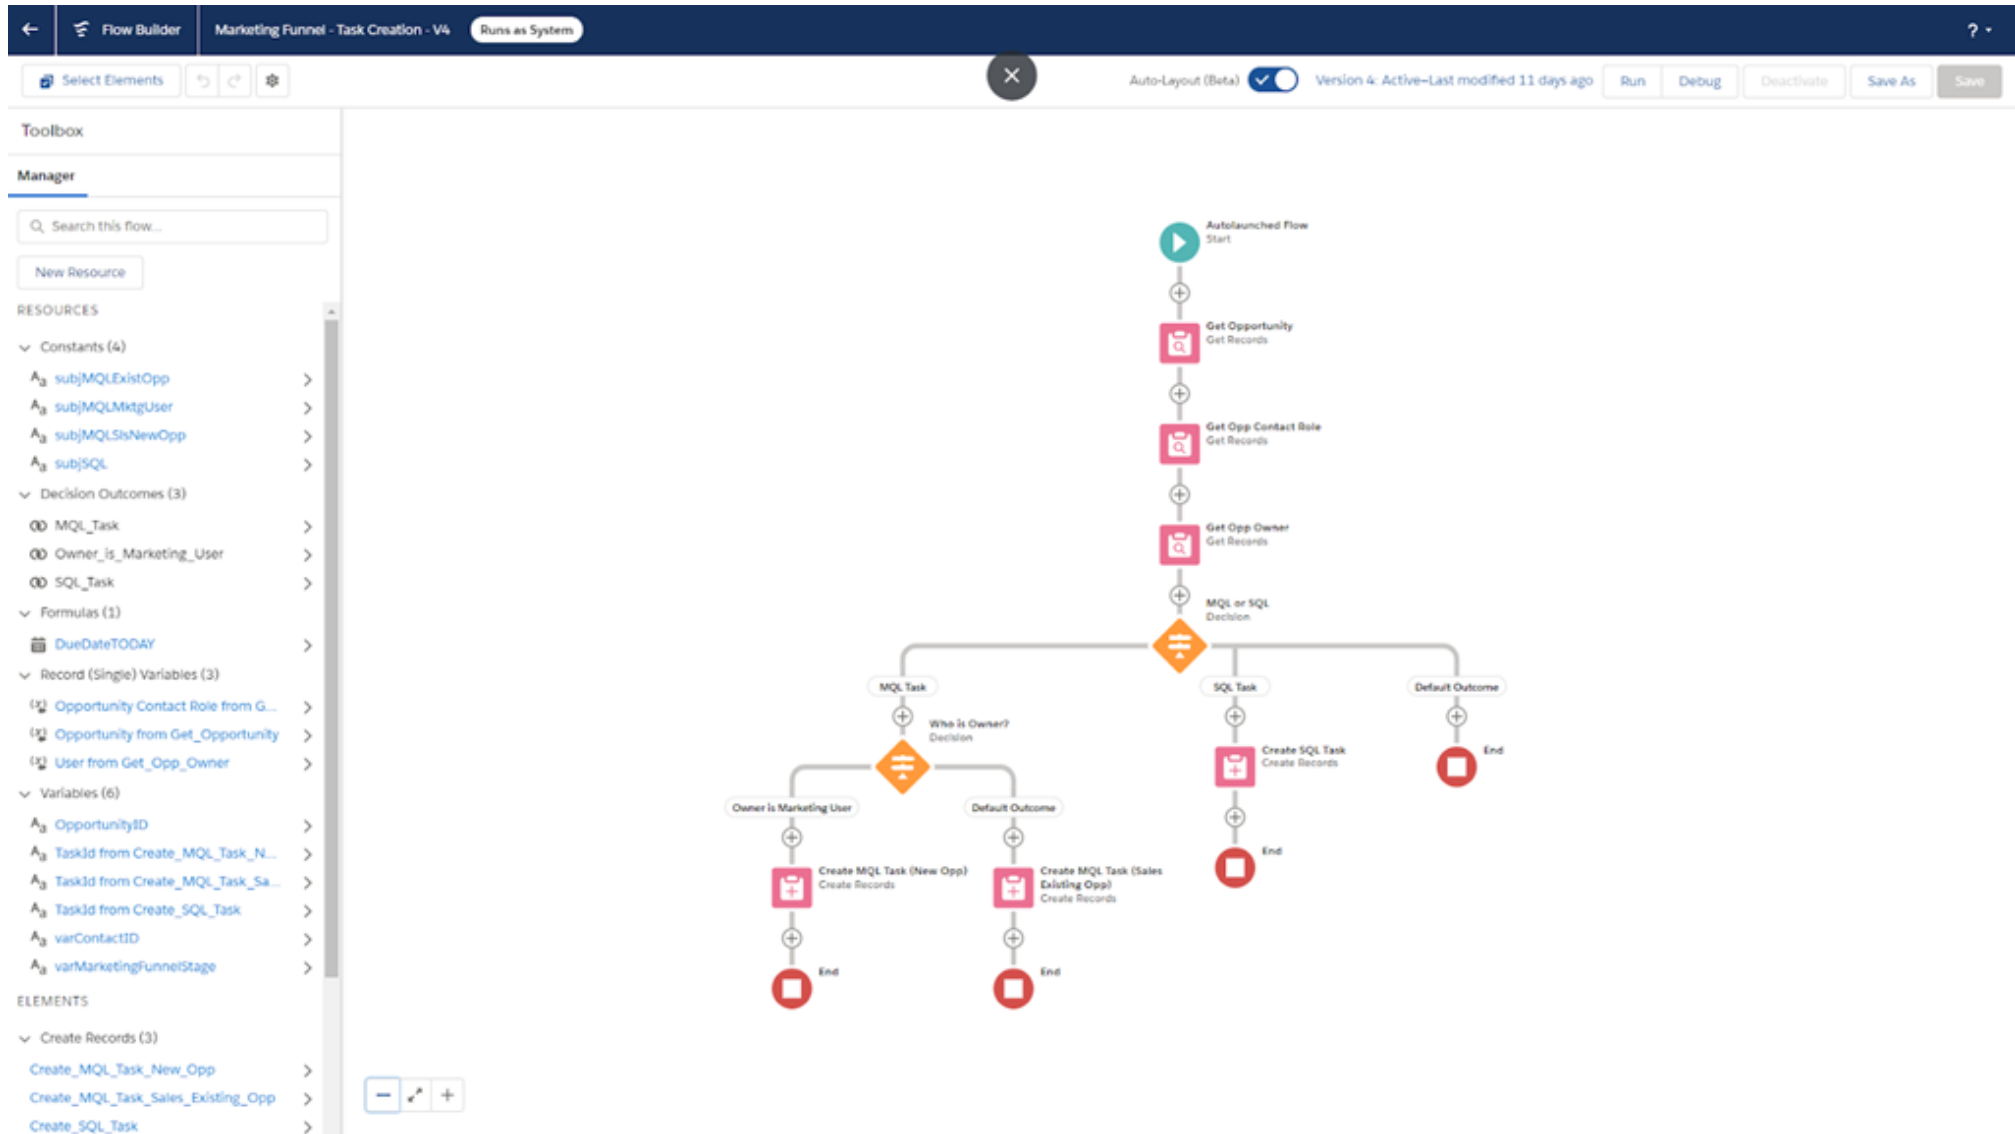 Flow Builder
Marketing Funnel - Task Creation - V4
Runs as System
?
Select Elements
Auto-Layout (Beta)
Version 4: Active—Last modified 11 days ago
Run
Debug
Deactivate
Save As
Save
Toolbox
Manager
Search this flow...
New Resource
RESOURCES
Constants (4)
subjMQLExistOpp
subjMQLMktgUser
subjMQLSlsNewOpp
subjSQL
Decision Outcomes (3)
MQL_Task
Owner_is_Marketing_User
SQL_Task
Formulas (1)
DueDateTODAY
Record (Single) Variables (3)
Opportunity Contact Role from G...
Opportunity from Get_Opportunity
User from Get_Opp_Owner
Variables (6)
OpportunityID
TaskId from Create_MQL_Task_N...
TaskId from Create_MQL_Task_Sa...
TaskId from Create_SQL_Task
varContactID
varMarketingFunnelStage
ELEMENTS
Create Records (3)
Create_MQL_Task_New_Opp
Create_MQL_Task_Sales_Existing_Opp
Create_SQL_Task
Autolaunched Flow
Start
Get Opportunity
Get Records
Get Opp Contact Role
Get Records
Get Opp Owner
Get Records
MQL or SQL
Decision
MQL Task
SQL Task
Default Outcome
Who is Owner?
Decision
Create SQL Task
Create Records
End
Owner is Marketing User
Default Outcome
End
Create MQL Task (New Opp)
Create Records
Create MQL Task (Sales
Existing Opp)
Create Records
End
End